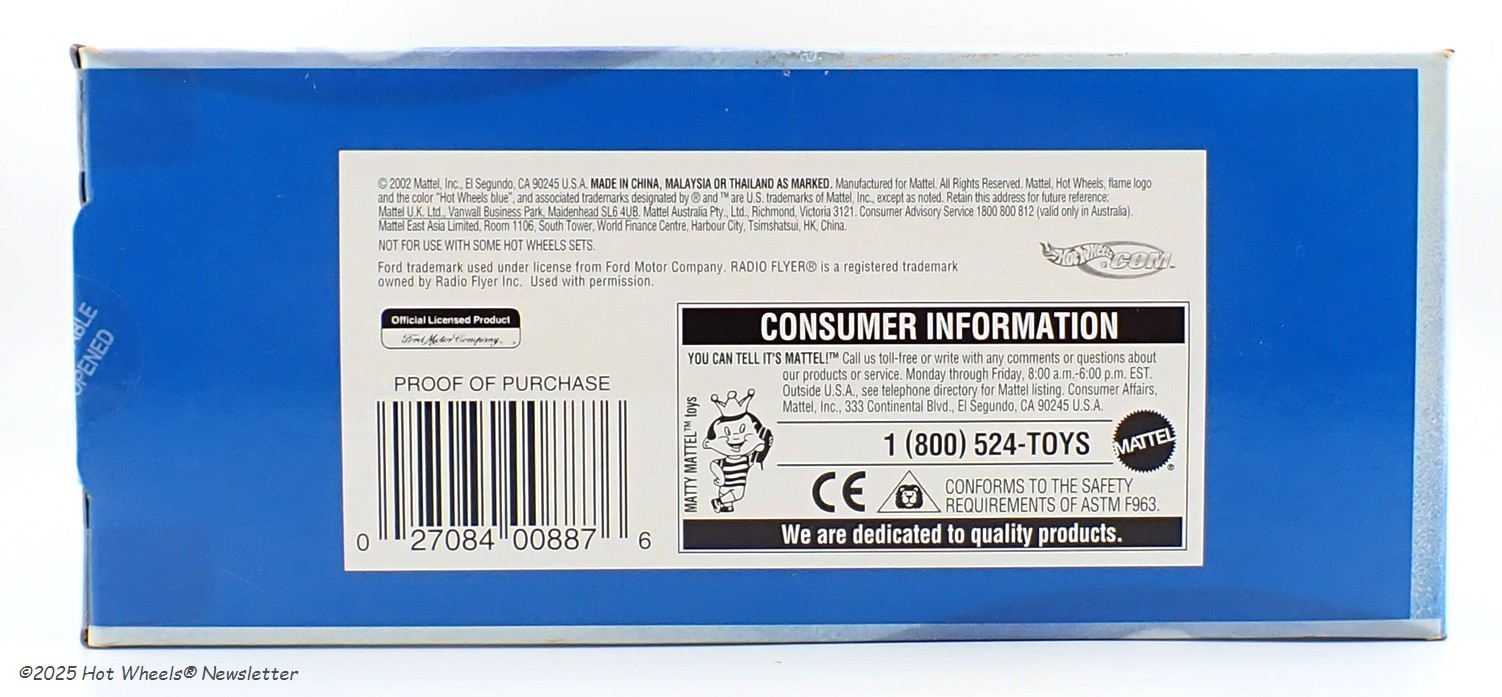 © 2002 Mattel, Inc., El Segundo, CA 90245 U.S.A. MADE IN CHINA, MALAYSIA OR THAILAND AS MARKED. Manufactured for Mattel. All Rights Reserved. Mattel, Hot Wheels, flame logo
and the color "Hot Wheels blue", and associated trademarks designated by ® and ™ are U.S. trademarks of Mattel, Inc., except as noted. Retain this address for future reference:
Mattel U.K. Ltd., Vanwall Business Park, Maidenhead SL6 4UB. Mattel Australia Pty., Ltd., Richmond, Victoria 3121. Consumer Advisory Service 1800 800 812 (valid only in Australia).
Mattel East Asia Limited, Room 1106, South Tower, World Finance Centre, Harbour City, Tsimshatsui, HK, China.
NOT FOR USE WITH SOME HOT WHEELS SETS.
HOT WHEELS.COM™
Ford trademark used under license from Ford Motor Company. RADIO FLYER® is a registered trademark
owned by Radio Flyer Inc. Used with permission.
Official Licensed Product
Ford Motor Company,
PROOF OF PURCHASE
0 27084 00887 6
CONSUMER INFORMATION
YOU CAN TELL IT'S MATTEL!™ Call us toll-free or write with any comments or questions about
our products or service. Monday through Friday, 8:00 a.m.-6:00 p.m. EST.
Outside U.S.A., see telephone directory for Mattel listing. Consumer Affairs,
Mattel, Inc., 333 Continental Blvd., El Segundo, CA 90245 U.S.A.
MATTY MATTEL™ toys
1 (800) 524-TOYS
MATTEL®
CE
CONFORMS TO THE SAFETY
REQUIREMENTS OF ASTM F963.
We are dedicated to quality products.
OPENED
©2025 Hot Wheels® Newsletter